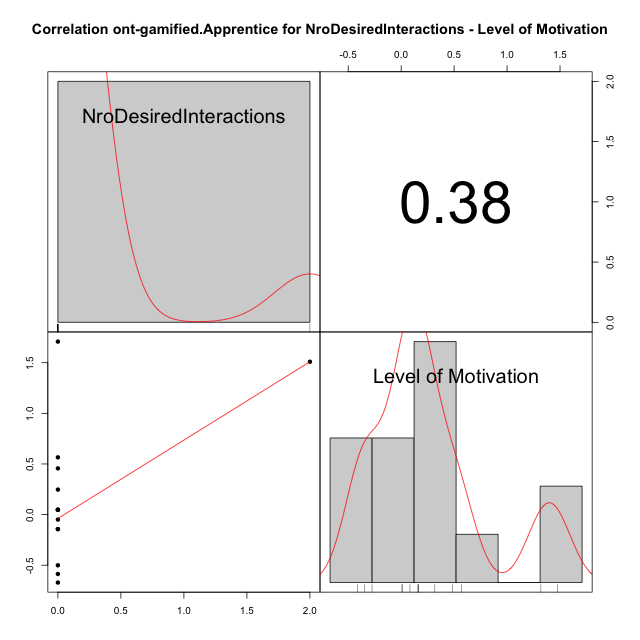 Correlation ont-gamified.Apprentice for NroDesiredInteractions - Level of Motivation
-0.5 0.0 0.5 1.0 1.5
NroDesiredInteractions
0.38
2.0
1.5
1.0
0.5
0.0
1.5
1.0
0.5
0.0
-0.5
Level of Motivation
0.0 0.5 1.0 1.5 2.0